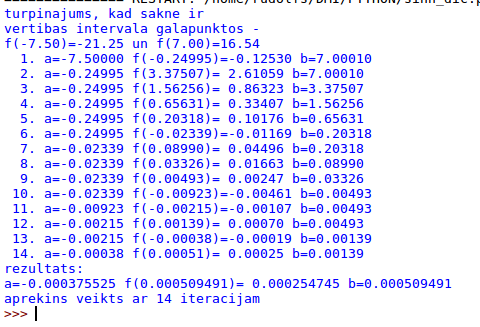 turpinajums, kad sakne ir
vertibas intervala galapunktos -
f(-7.50)=-21.25 un f(7.00)=16.54
1. a=-7.50000 f(-0.24995)=-0.12530 b=7.00010
2. a=-0.24995 f(3.37507)= 2.61059 b=7.00010
3. a=-0.24995 f(1.56256)= 0.86323 b=3.37507
4. a=-0.24995 f(0.65631)= 0.33407 b=1.56256
5. a=-0.24995 f(0.20318)= 0.10176 b=0.65631
6. a=-0.24995 f(-0.02339)=-0.01169 b=0.20318
7. a=-0.02339 f(0.08990)= 0.04496 b=0.20318
8. a=-0.02339 f(0.03326)= 0.01663 b=0.08990
9. a=-0.02339 f(0.00493)= 0.00247 b=0.03326
10. a=-0.02339 f(-0.00923)=-0.00461 b=0.00493
11. a=-0.00923 f(-0.00215)=-0.00107 b=0.00493
12. a=-0.00215 f(0.00139)= 0.00070 b=0.00493
13. a=-0.00215 f(-0.00038)=-0.00019 b=0.00139
14. a=-0.00038 f(0.00051)= 0.00025 b=0.00139
rezultats:
a=-0.000375525 f(0.000509491)= 0.000254745 b=0.000509491
aprekins veikts ar 14 iteracijam
>>>